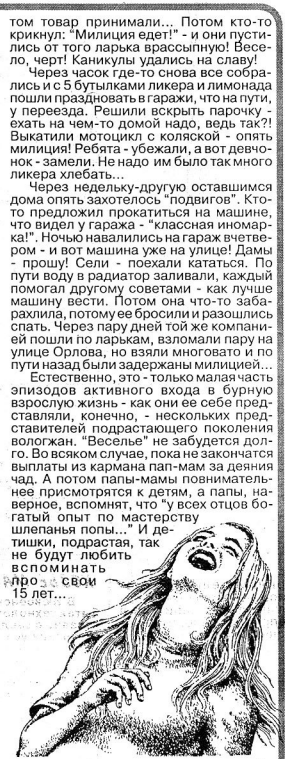 том товар принимали... Потом кто-то
крикнул: "Милиция едет!" - и они пусти-
лись от того ларька врассыпную! Весе-
ло, черт! Каникулы удались на славу!
Через часок где-то снова все собра-
лись и с 5 бутылками ликера и лимонада
пошли праздновать в гаражи, что на пути,
у переезда. Решили вскрыть парочку -
ехать на чем-то домой надо, ведь так?!
Выкатили мотоцикл с коляской - опять
милиция! Ребята - убежали, а вот девчо-
нок - замели. Не надо им было так много
ликера хлебать...
Через недельку-другую оставшимся
дома опять захотелось "подвигов". Кто-
то предложил прокатиться на машине,
что видел у гаража - "классная иномар-
ка!". Ночью навалились на гараж вчетве-
ром - и вот машина уже на улице! Дамы
- прошу! Сели - поехали кататься. По
пути воду в радиатор заливали, каждый
помогал другому советами - как лучше
машину вести. Потом она что-то заба-
рахлила, потому ее бросили и разошлись
спать. Через пару дней той же компани-
ей пошли по ларькам, взломали пару на
улице Орлова, но взяли многовато и по
пути назад были задержаны милицией...
Естественно, это - только малая часть
эпизодов активного входа в бурную
взрослую жизнь - как они ее себе пред-
ставляли, конечно, - нескольких пред-
ставителей подрастающего поколения
вологжан. "Веселье" не забудется дол-
го. Во всяком случае, пока не закончатся
выплаты из кармана пап-мам за деяния
чад. А потом папы-мамы повниматель-
нее присмотрятся к детям, а папы, на-
верное, вспомнят, что "у всех отцов бо-
гатый опыт по мастерству
шлепанья попы..." И де-
тишки, подрастая, так
не будут любить
вспоминать
про свои
15 лет...